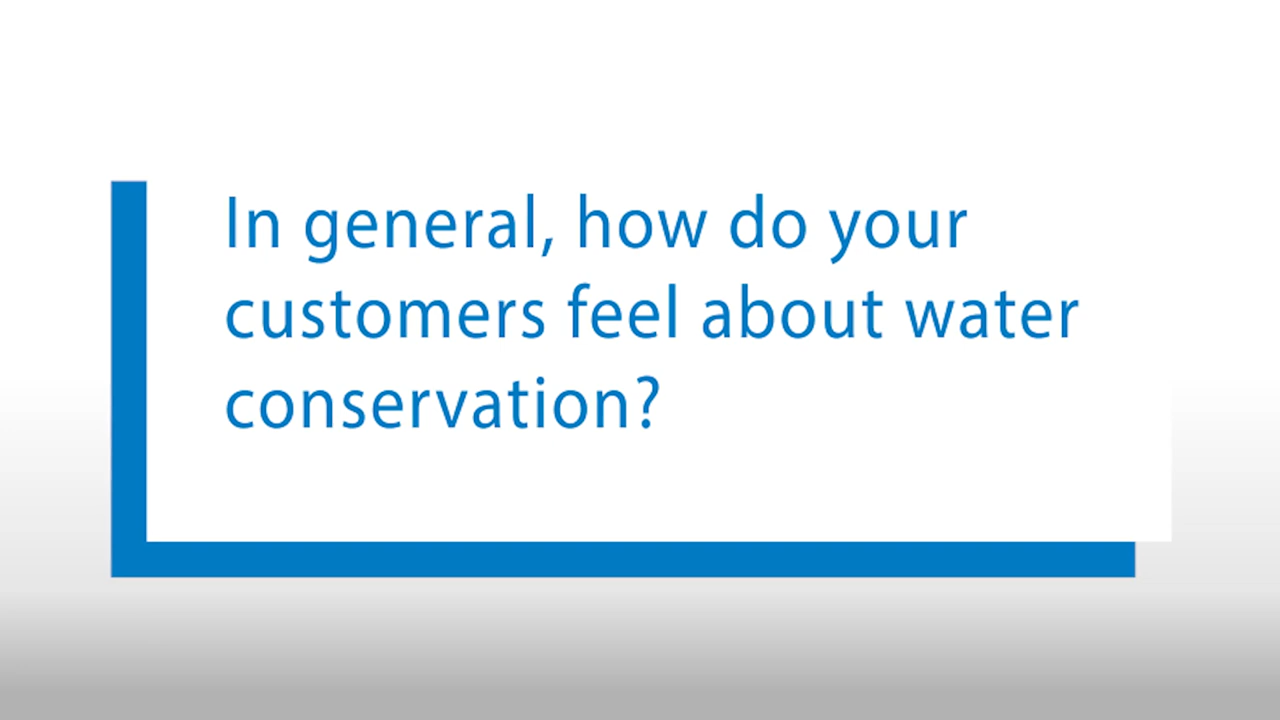 In general, how do your
customers feel about water
conservation?